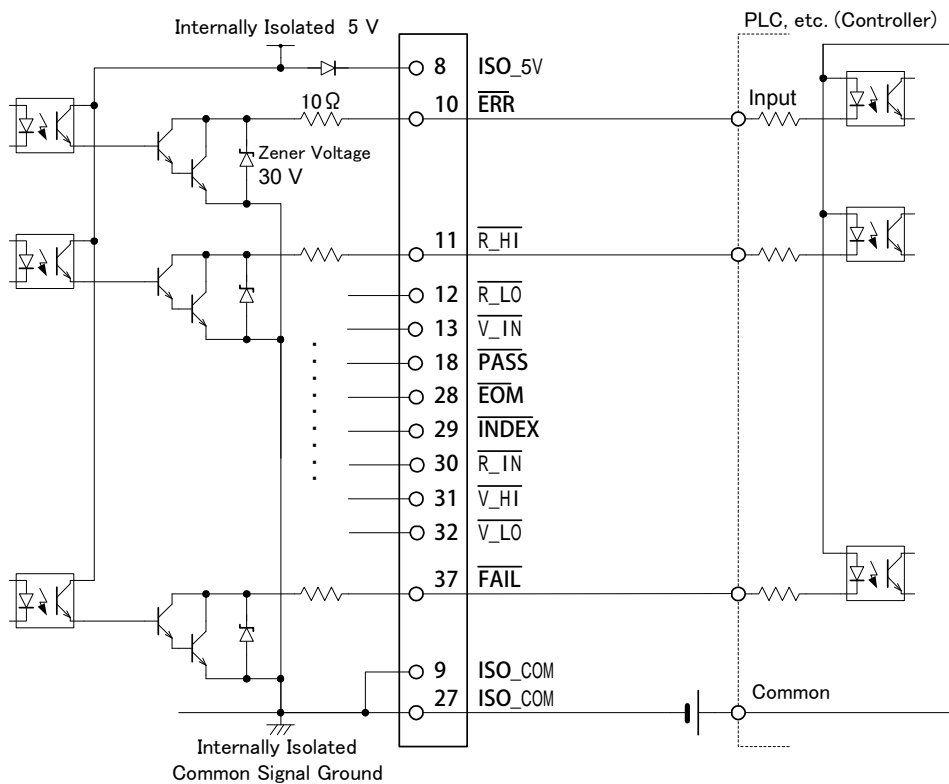 Internally Isolated 5 V
PLC, etc. (Controller)
8 ISO_5V
10 ERR
10Ω
Input
Zener Voltage
30 V
11 R_HI
12 R_LO
13 V_IN
18 PASS
28 EOM
29 INDEX
30 R_IN
31 V_HI
32 V_LO
37 FAIL
9 ISO_COM
27 ISO_COM
Common
Internally Isolated
Common Signal Ground